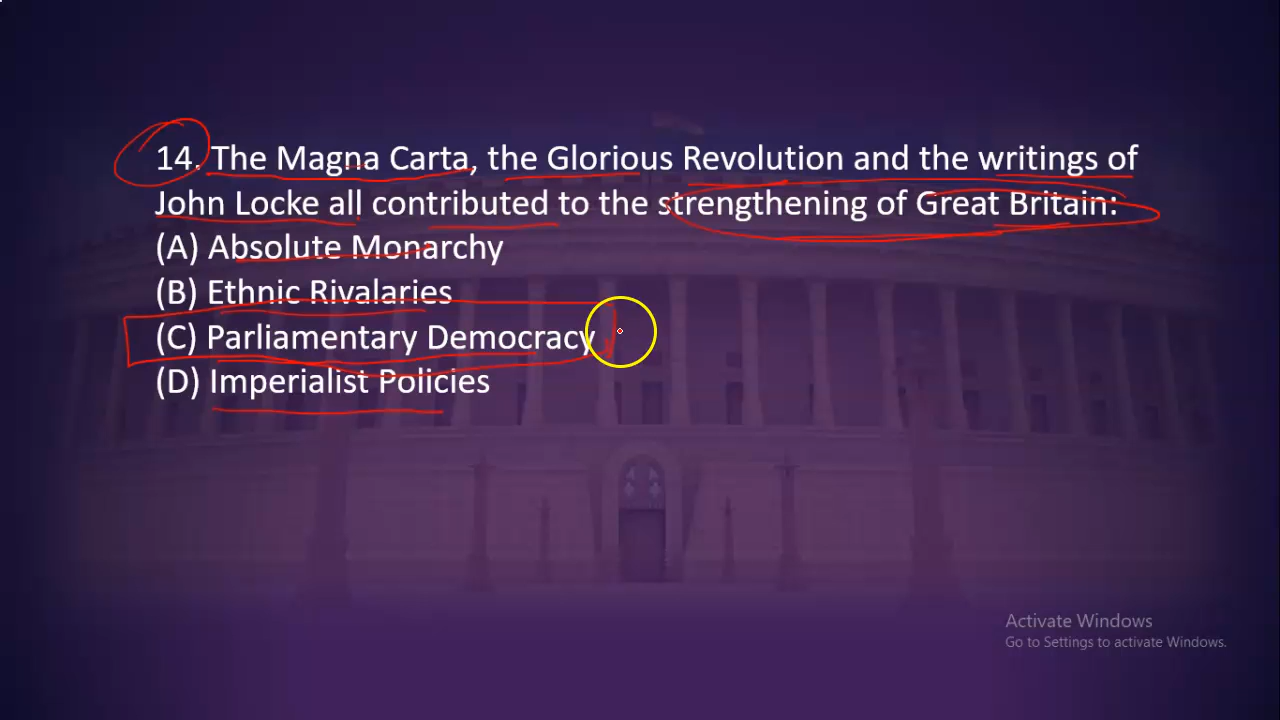 14. The Magna Carta, the Glorious Revolution and the writings of
John Locke all contributed to the strengthening of Great Britain:
(A) Absolute Monarchy
(B) Ethnic Rivalaries
(C) Parliamentary Democracy
(D) Imperialist Policies
Activate Windows
Go to Settings to activate Windows.